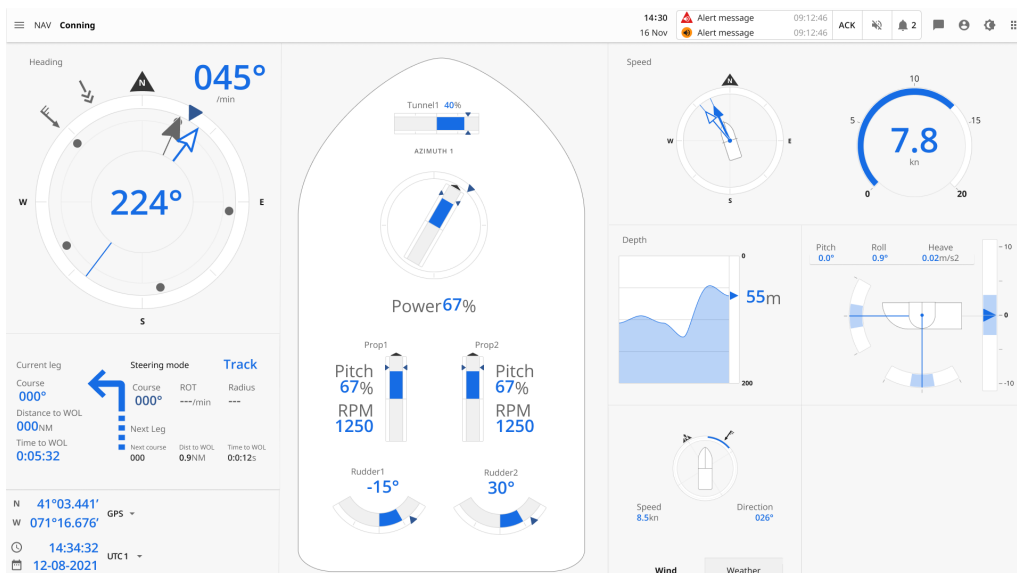 NAV Conning
14:30
16 Nov
Alert message 09:12:46
Alert message 09:12:46
ACK
2
Heading
045°
/min
N
W
E
S
224°
Current leg
Course
000°
Distance to WOL
000NM
Time to WOL
0:05:32
Steering mode Track
Course ROT Radius
000° ---/min ---
Next Leg
Next course Dist to WOL Time to WOL
000 0.9NM 0:0:12s
N 41°03.441′
W 071°16.676′
GPS
14:34:32
12-08-2021
UTC 1
Tunnel1 40%
AZIMUTH 1
Power67%
Prop1 Prop2
Pitch
67%
RPM
1250
Pitch
67%
RPM
1250
Rudder1
-15°
Rudder2
30°
Speed
N
W
E
S
10
5
15
7.8
kn
0
20
Depth
0
55m
200
Pitch Roll Heave
0.0° 0.9° 0.02m/s2
10
0
-10
Speed
8.5kn
Direction
026°
Wind Weather